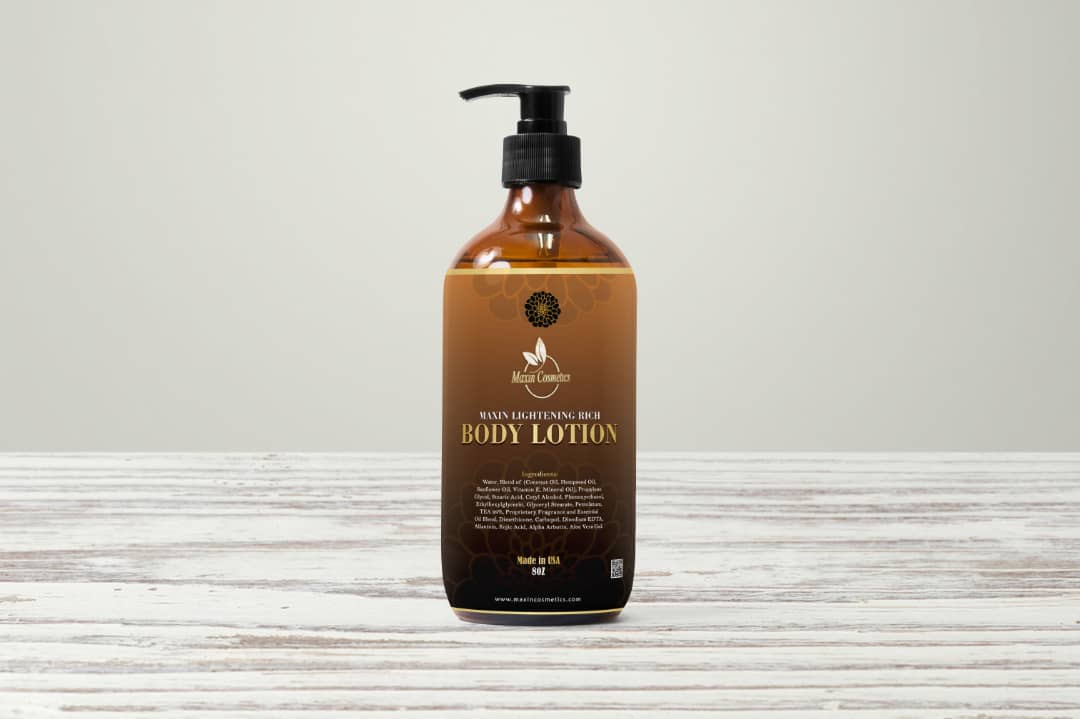 Maxin Cosmetics
MAXIN LIGHTENING RICH
BODY LOTION
Ingredients:
Water, Blend of (Coconut Oil, Hempseed Oil,
Sunflower Oil, Vitamin E, Mineral Oil), Propylene
Glycol, Stearic Acid, Cetyl Alcohol, Phenoxyethanol,
Ethylhexylglycerin, Glyceryl Stearate, Petrolatum,
TEA 99%, Proprietary Fragrance and Essential
Oil Blend, Dimethicone, Carbopol, Disodium EDTA,
Allantoin, Kojic Acid, Alpha Arbutin, Aloe Vera Gel
Made in USA
8OZ
www.maxincosmetics.com